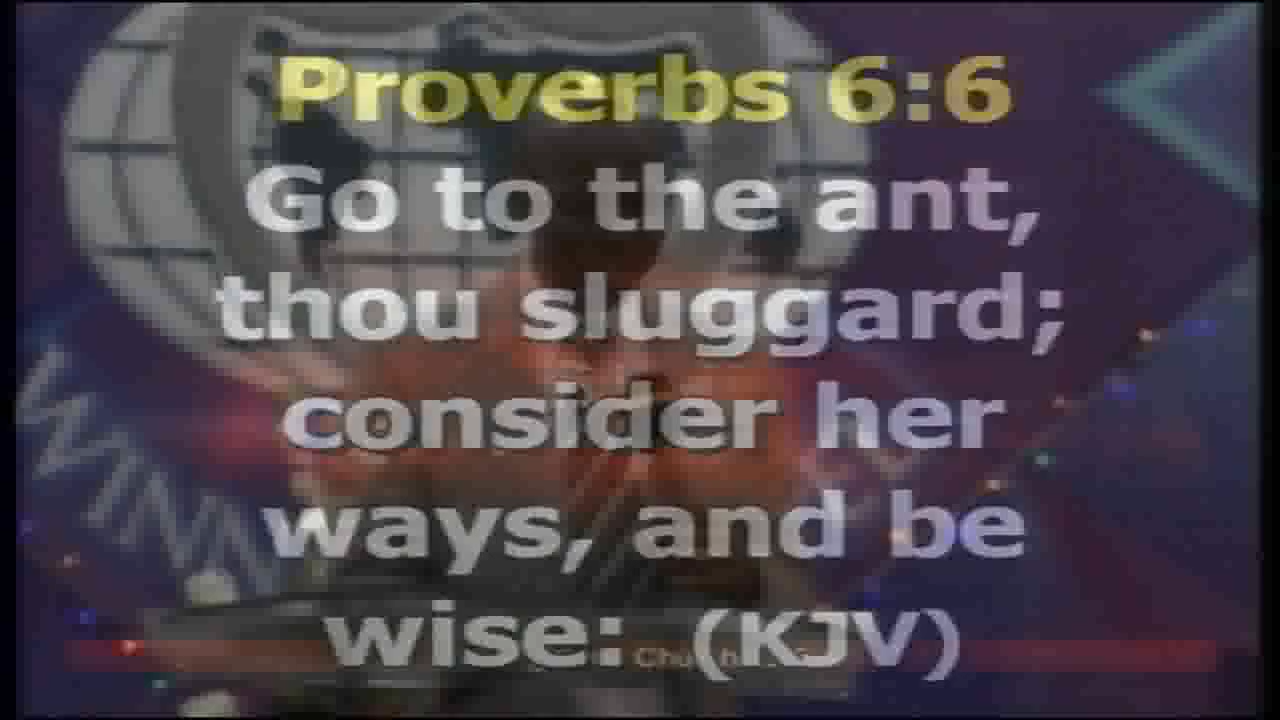 Proverbs 6:6
Go to the ant,
thou sluggard;
consider her
ways, and be
wise: (KJV)